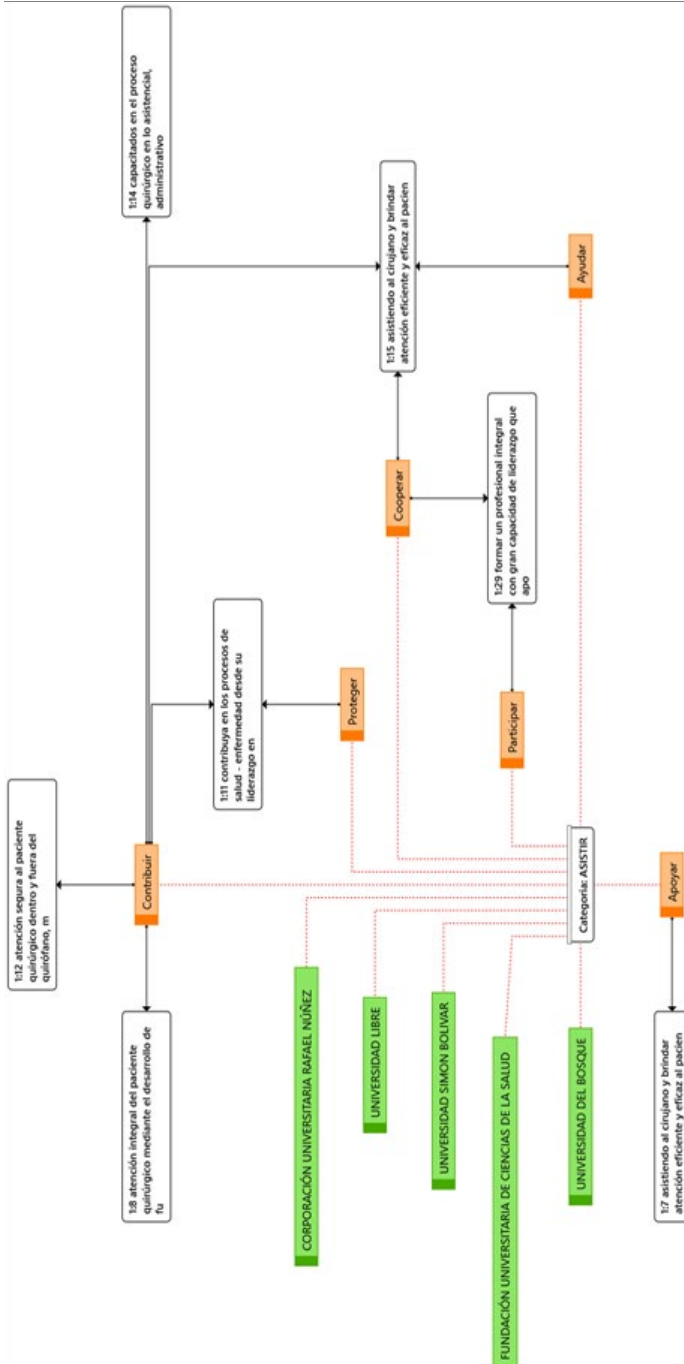 1:12 atención segura al paciente
quirúrgico dentro y fuera del
quirófano, m
1:8 atención integral del paciente
quirúrgico mediante el desarrollo de
fu
Contribuir
1:14 capacitados en el proceso
quirúrgico en lo asistencial,
administrativo
1:11 contribuya en los procesos de
salud - enfermedad desde su
liderazgo en
CORPORACIÓN UNIVERSITARIA RAFAEL NÚÑEZ
Proteger
UNIVERSIDAD LIBRE
Cooperar
1:15 asistiendo al cirujano y brindar
atención eficiente y eficaz al pacien
UNIVERSIDAD SIMON BOLIVAR
FUNDACIÓN UNIVERSITARIA DE CIENCIAS DE LA SALUD
Participar
1:29 formar un profesional integral
con gran capacidad de liderazgo que
apo
UNIVERSIDAD DEL BOSQUE
Categoria: ASISTIR
Ayudar
1:7 asistiendo al cirujano y brindar
atención eficiente y eficaz al pacien
Apoyar